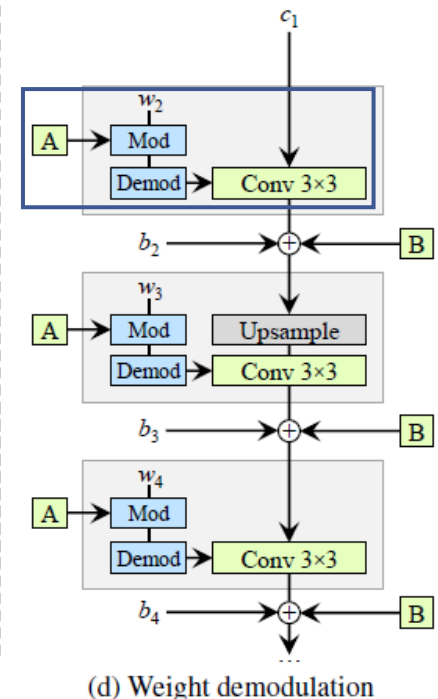 c1
w2
A Mod
Demod Conv 3×3
b2 + B
w3
A Mod Upsample
Demod Conv 3×3
b3 + B
w4
A Mod
Demod Conv 3×3
b4 + B
...
(d) Weight demodulation